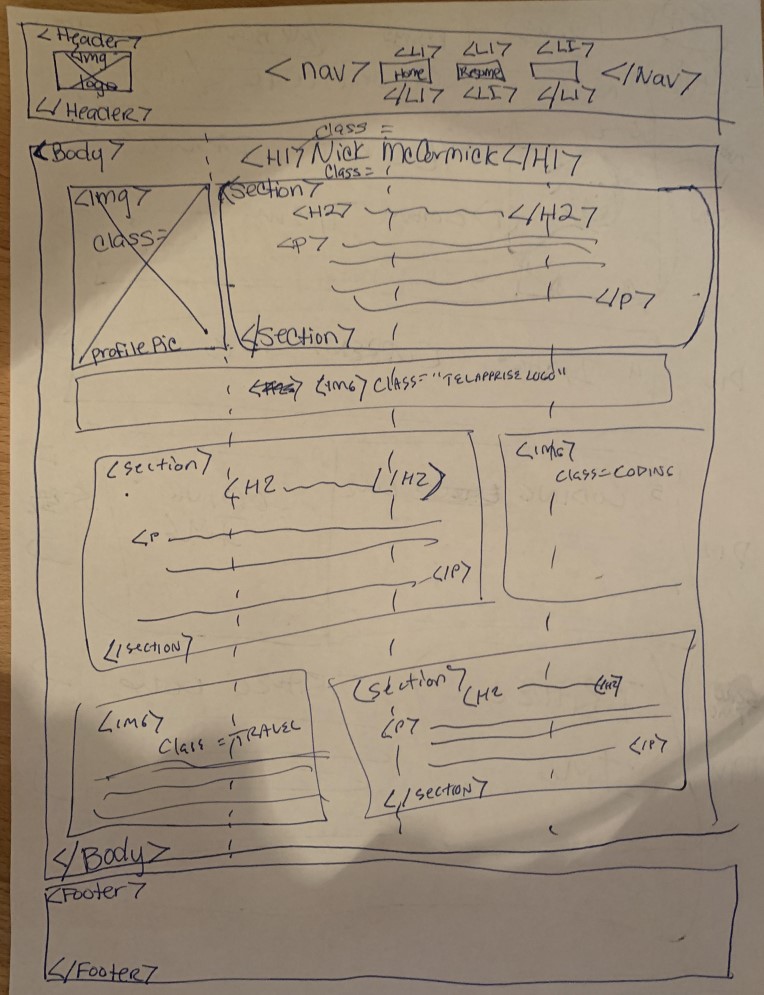 <Header>
<img>
logo
</Header>
<nav>
<LI> <LI> <LI>
Home Resume
</LI> <LI> </LI>
</Nav>
<Body>
class =
<H1> Nick McCormick </H1>
class =
<img>
class=
profile Pic
<section>
<H2> </H2>
<P>
</P>
</section>
<IMG> CLASS="TELAPPRISE LOGO"
<section>
<H2 </H2>
<P
</P>
</section>
<IMG>
class=CODING
<IMG>
Class = TRAVEL
<section>
<H2 <H2>
<P>
</P>
</section>
</Body>
<Footer>
</Footer>